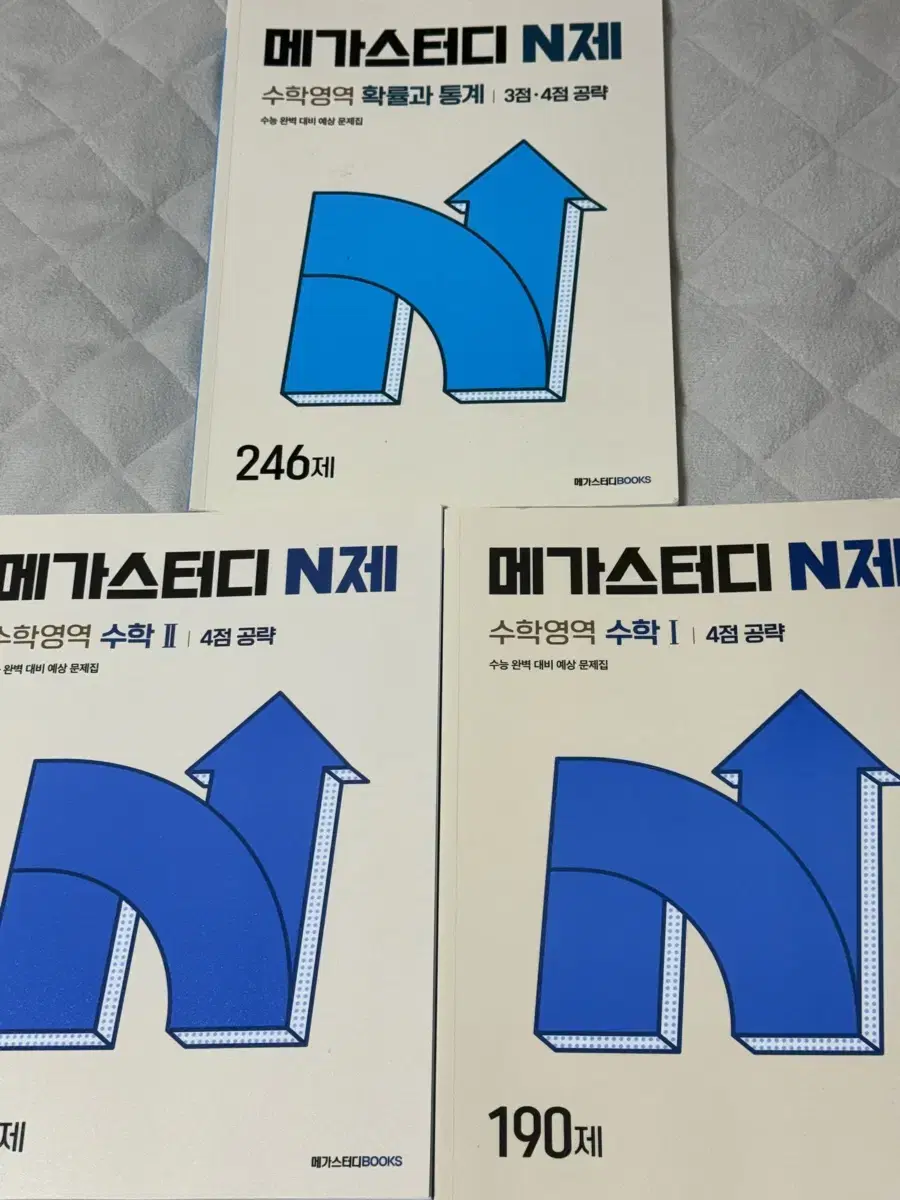 메가스터디 N제
수학영역 확률과 통계 | 3점·4점 공략
수능 완벽 대비 예상 문제집
246제
메가스터디BOOKS
메가스터디 N제
수학영역 수학 Ⅱ | 4점 공략
완벽 대비 예상 문제집
제
메가스터디BOOKS
메가스터디 N제
수학영역 수학 Ⅰ | 4점 공략
수능 완벽 대비 예상 문제집
190제